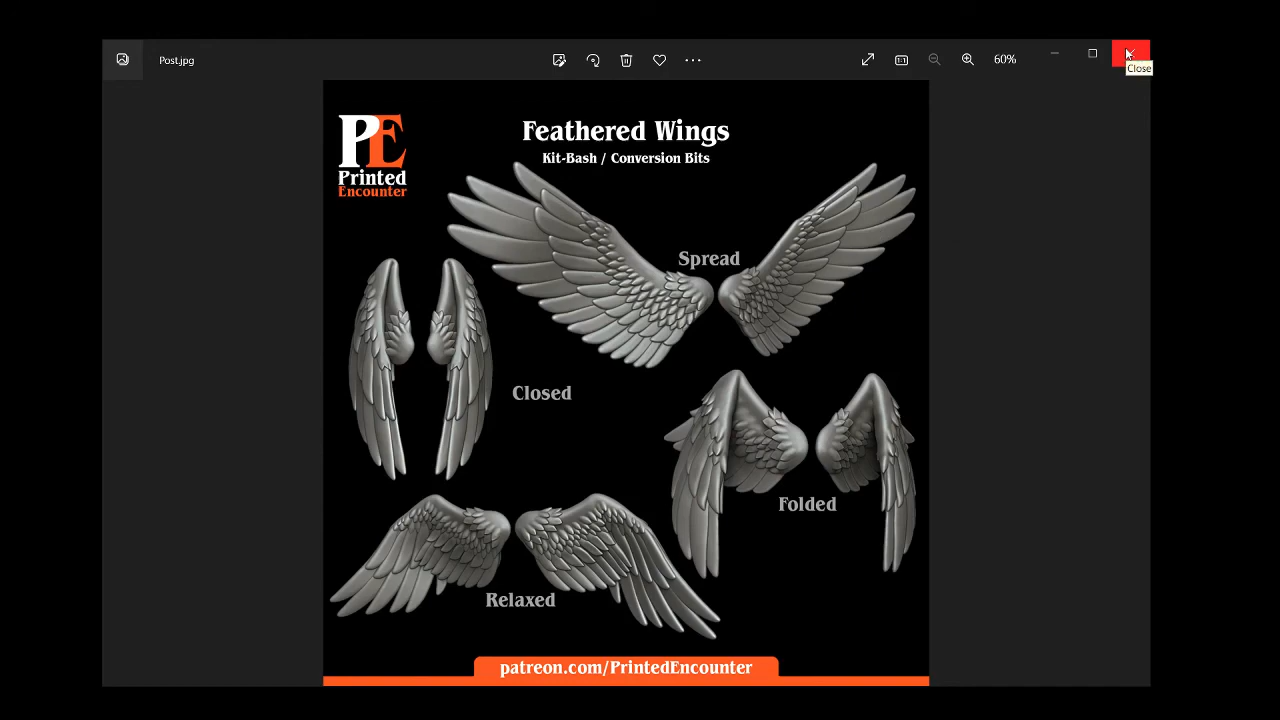 Post.jpg
60%
Close
PE
Printed
Encounter
Feathered Wings
Kit-Bash / Conversion Bits
Spread
Closed
Folded
Relaxed
patreon.com/PrintedEncounter